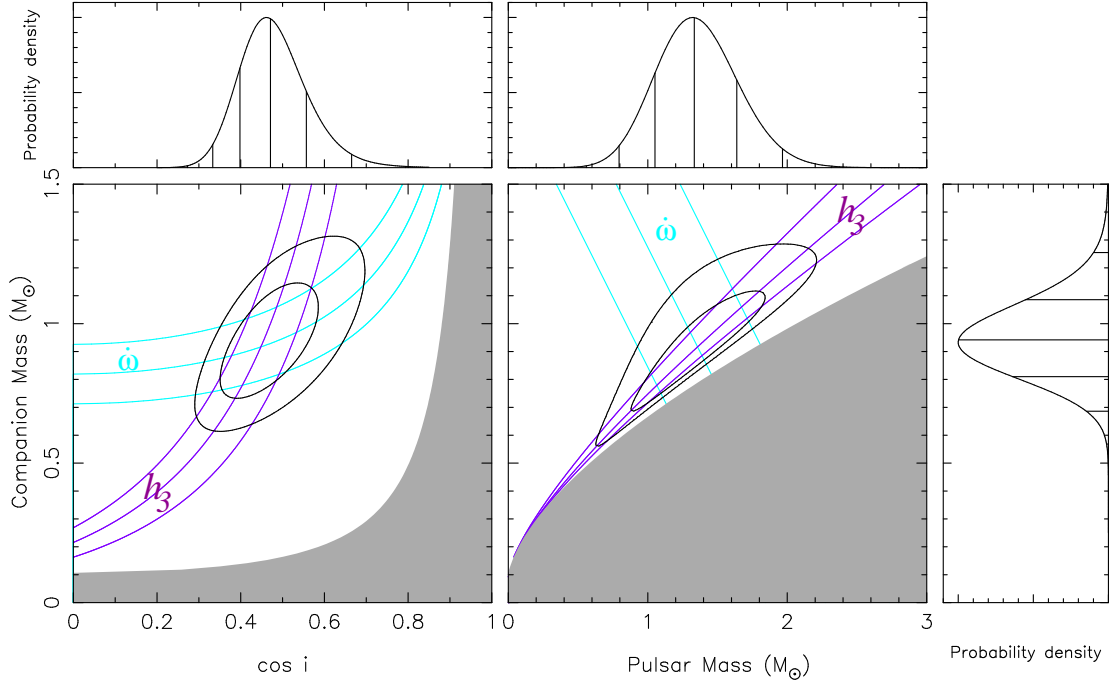 Probability density
Companion Mass (M⊙)
1.5
1
0.5
0
ω̇
h3
ω̇
h3
0 0.2 0.4 0.6 0.8 1 0 1 2 3
cos i
Pulsar Mass (M⊙)
Probability density